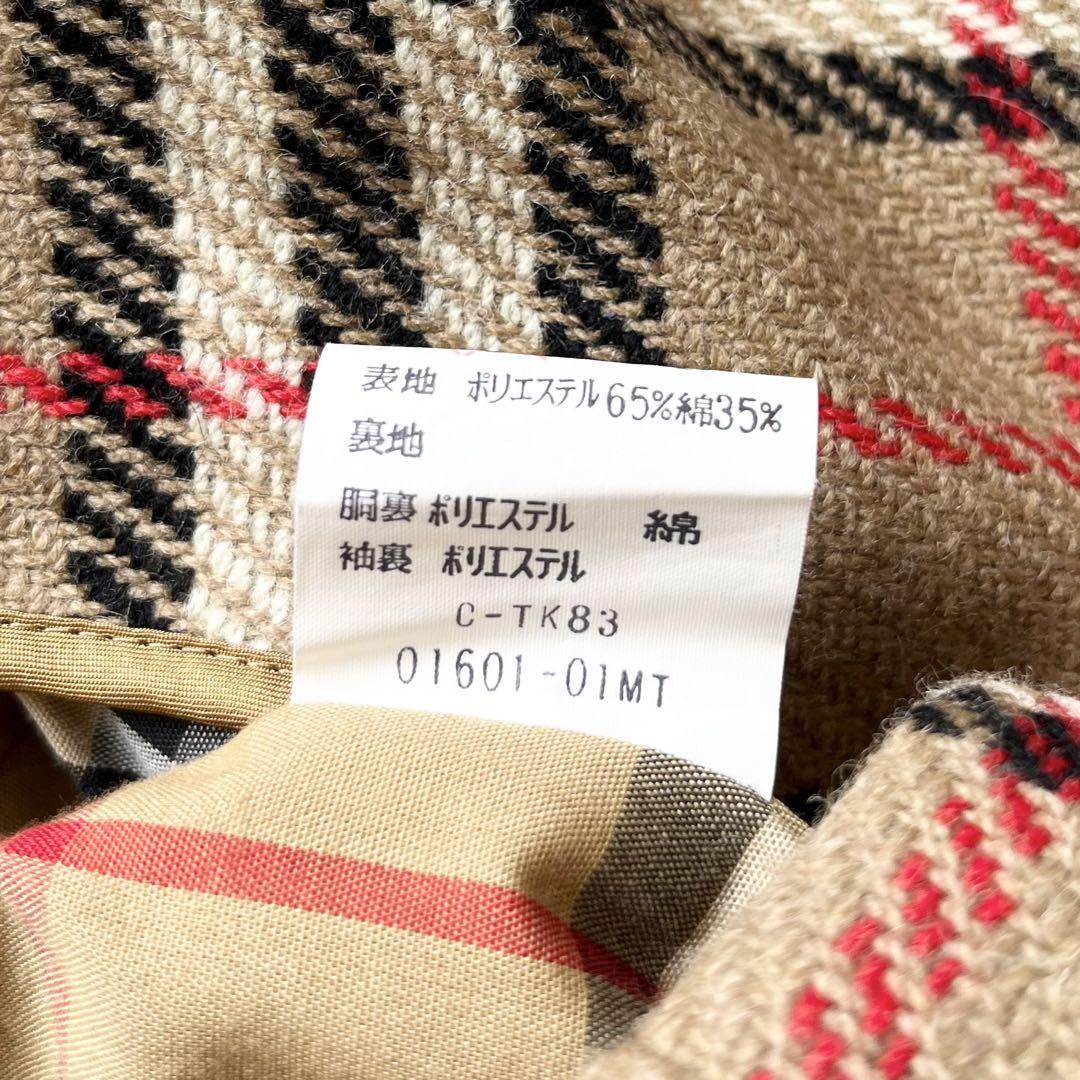 表地 ポリエステル65%綿35%
裏地
胴裏 ポリエステル 綿
袖裏 ポリエステル
C-TK83
01601-01MT